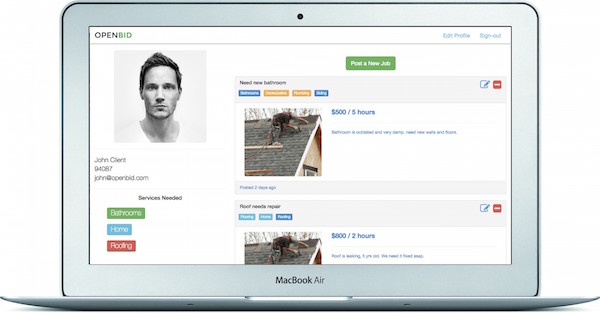 OPENBID
Edit Profile Sign-out
John Client
94087
john@openbid.com
Services Needed
Bathrooms
Home
Roofing
Post a New Job
Need new bathroom
Bathrooms Plumbing Siding
$500 / 5 hours
Bathroom is outdated and very damp, need new walls and floors.
Posted 2 days ago
Roof needs repair
Flooring Home Roofing
$800 / 2 hours
Roof is leaking, 5 yrs old. We need it fixed asap.
MacBook Air